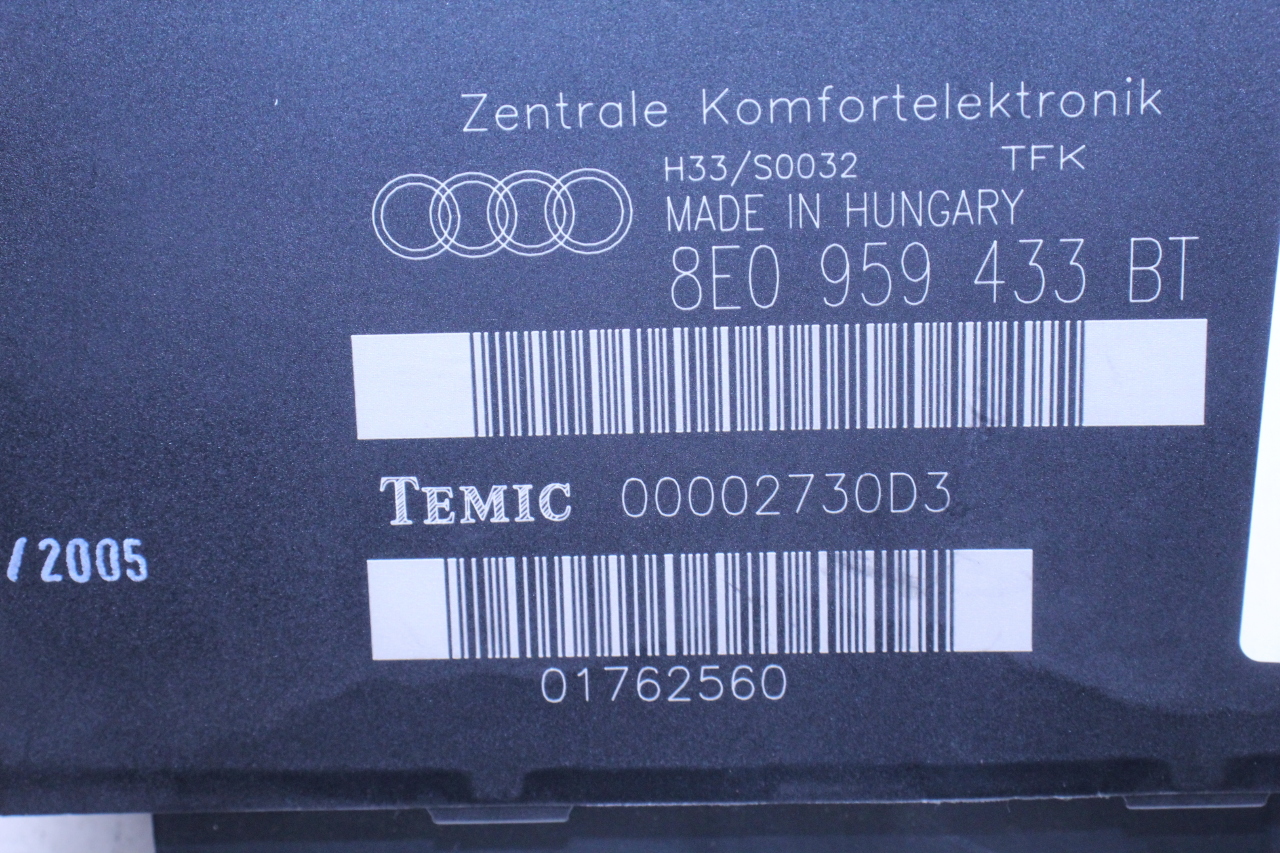 Zentrale Komfortelektronik
H33/S0032 TFK
MADE IN HUNGARY
8E0 959 433 BT
TEMIC 00002730D3
/2005
01762560